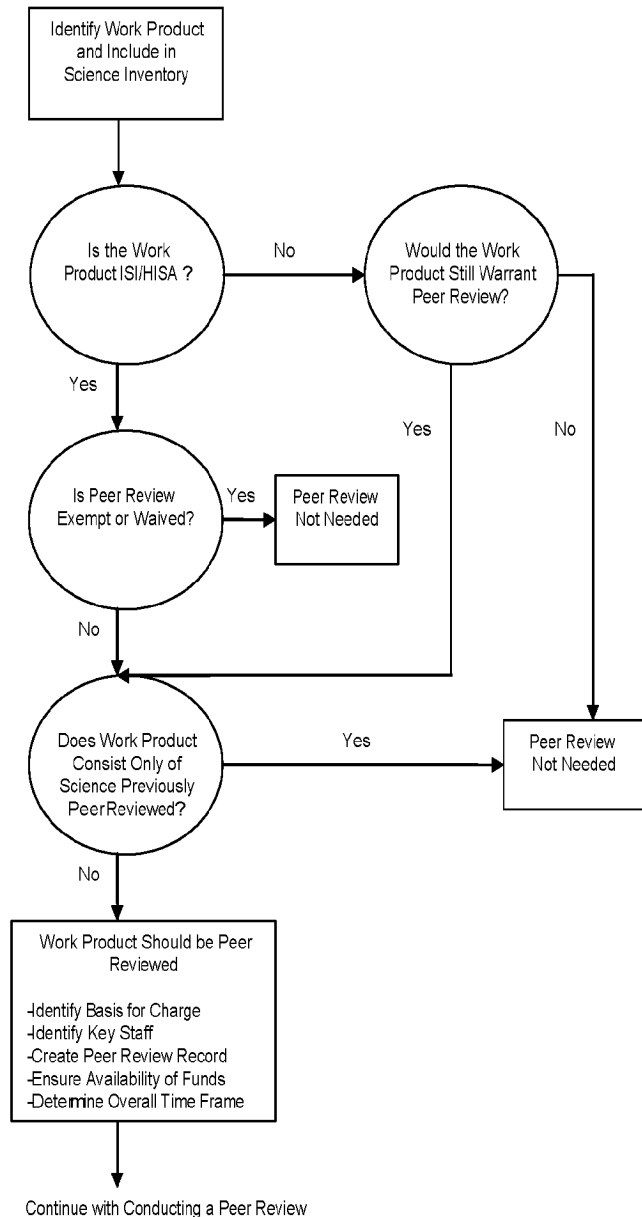 Identify Work Product
and Include in
Science Inventory
Is the Work
Product ISI/HISA ?
No
Would the Work
Product Still Warrant
Peer Review?
Yes
Yes
No
Is Peer Review
Exempt or Waived?
Yes
Peer Review
Not Needed
No
Does Work Product
Consist Only of
Science Previously
Peer Reviewed?
Yes
Peer Review
Not Needed
No
Work Product Should be Peer
Reviewed
-Identify Basis for Charge
-Identify Key Staff
-Create Peer Review Record
-Ensure Availability of Funds
-Determine Overall Time Frame
Continue with Conducting a Peer Review